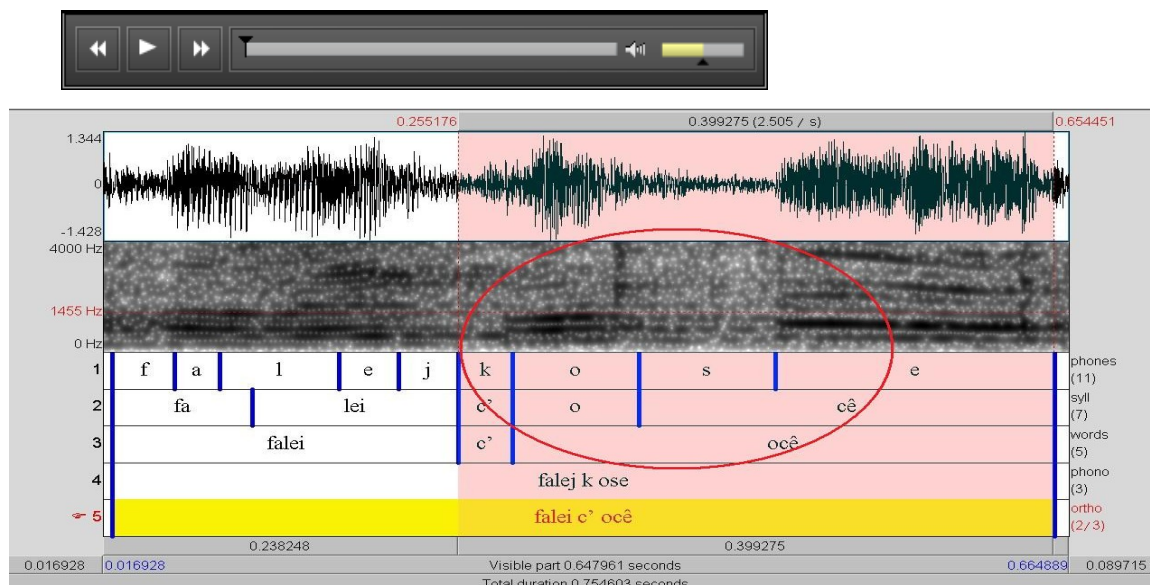 0.255176 0.399275 (2.505 / s) 0.654451
1.344
0
-1.428
4000 Hz
1455 Hz
0 Hz
1 f a l e j k o s e phones (11)
2 fa lei c’ o cê syll (7)
3 falei c’ ocê words (5)
4 falej k ose phono (3)
5 falei c’ ocê ortho (2/3)
0.238248 0.399275
0.016928 0.016928 Visible part 0.647961 seconds 0.664889 0.089715
Total duration 0.754603 seconds